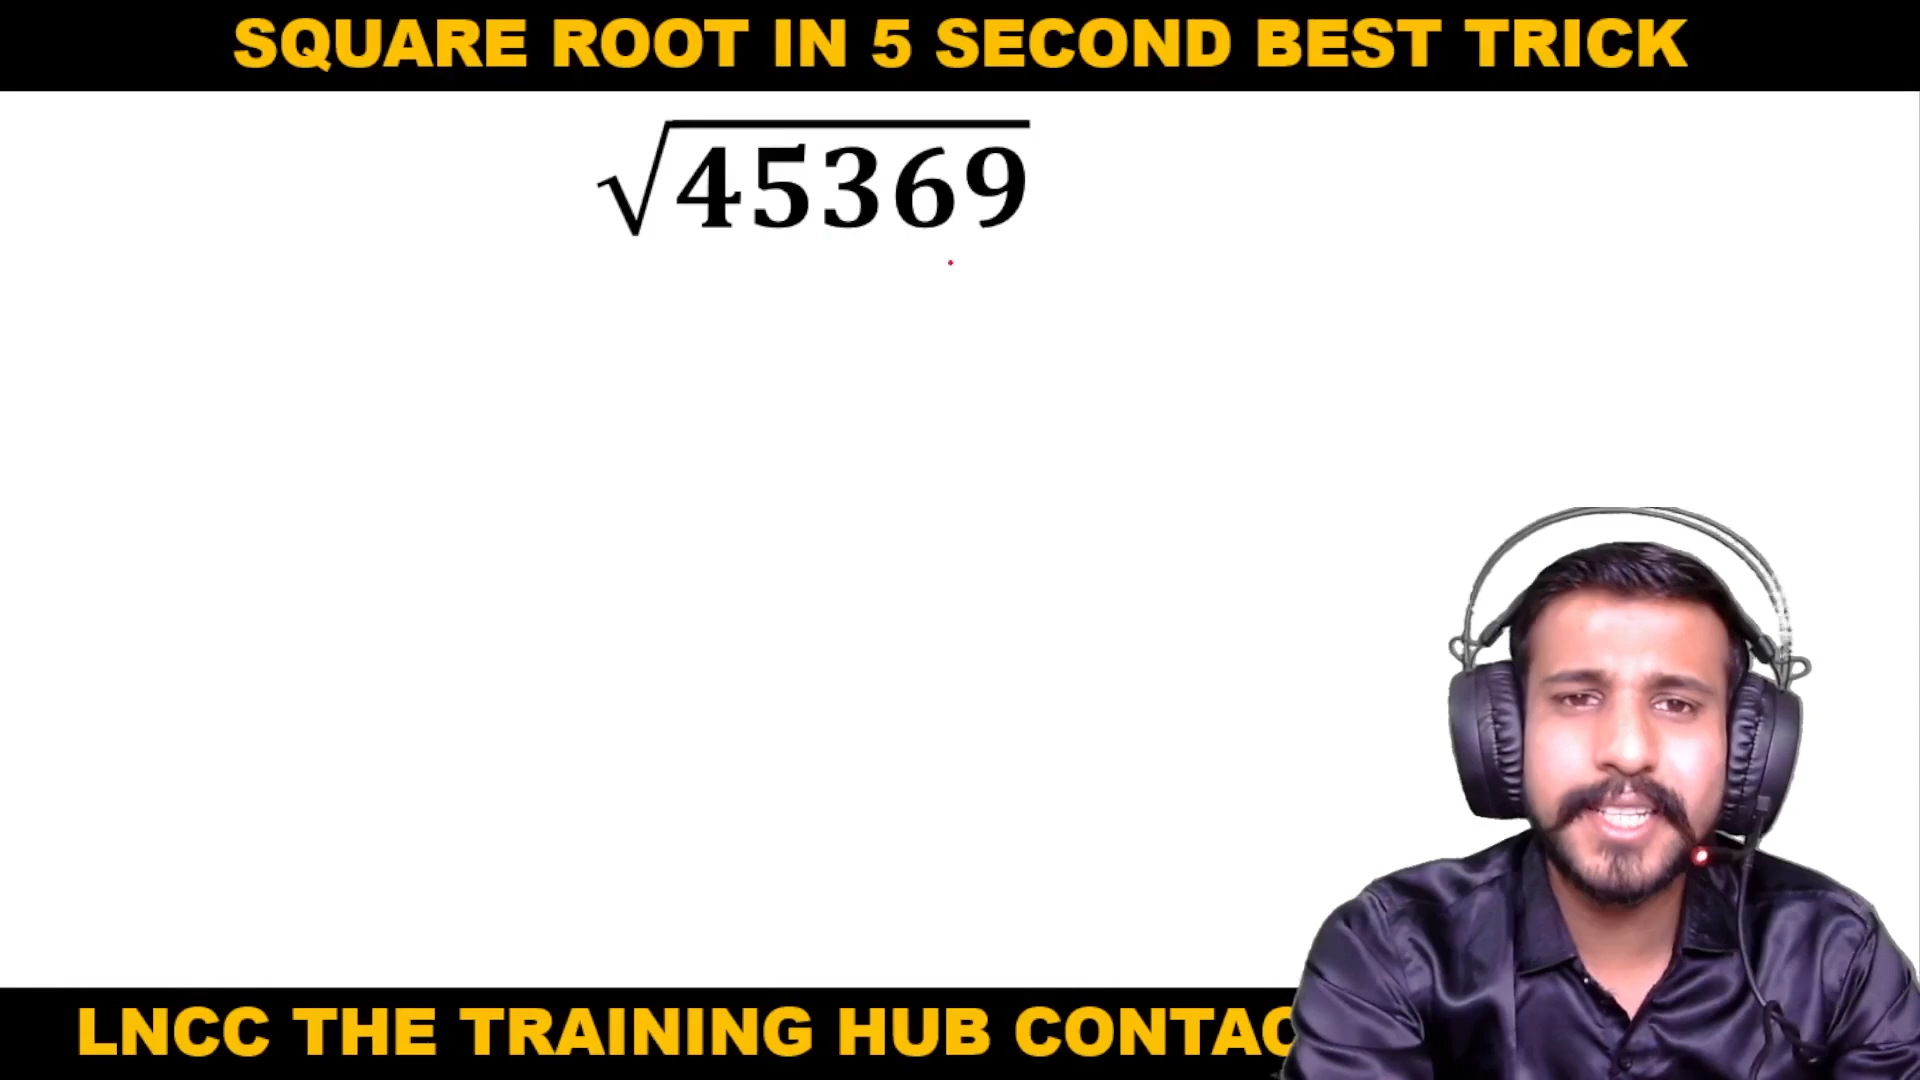 SQUARE ROOT IN 5 SECOND BEST TRICK
√45369
LNCC THE TRAINING HUB CONTAC